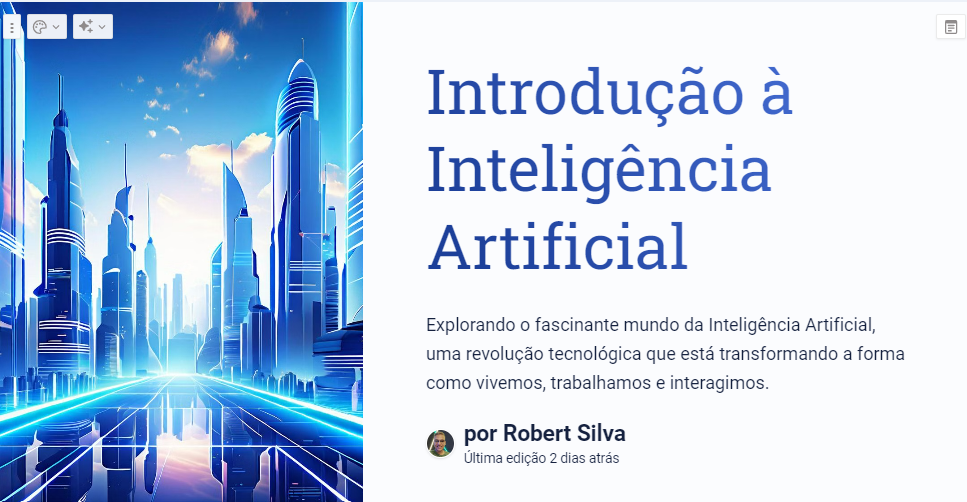 Introdução à
Inteligência
Artificial
Explorando o fascinante mundo da Inteligência Artificial,
uma revolução tecnológica que está transformando a forma
como vivemos, trabalhamos e interagimos.
por Robert Silva
Última edição 2 dias atrás